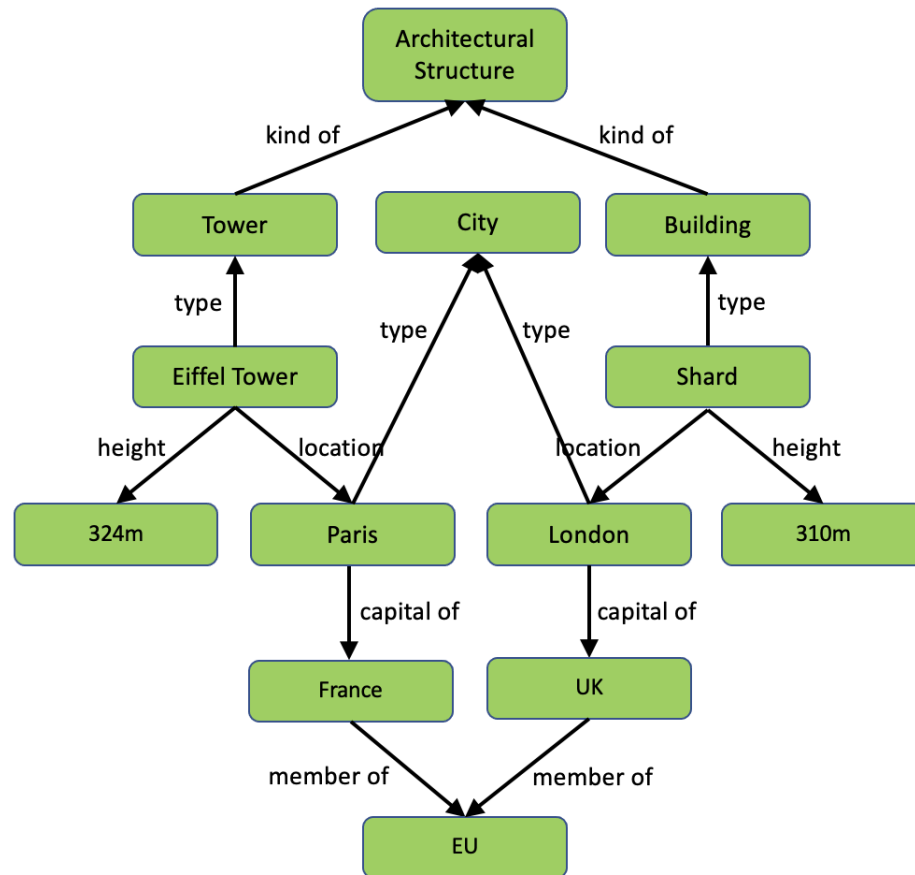 Architectural
Structure
kind of
kind of
Tower
City
Building
type
type
type
type
Eiffel Tower
Shard
height
location
location
height
324m
Paris
London
310m
capital of
capital of
France
UK
member of
member of
EU